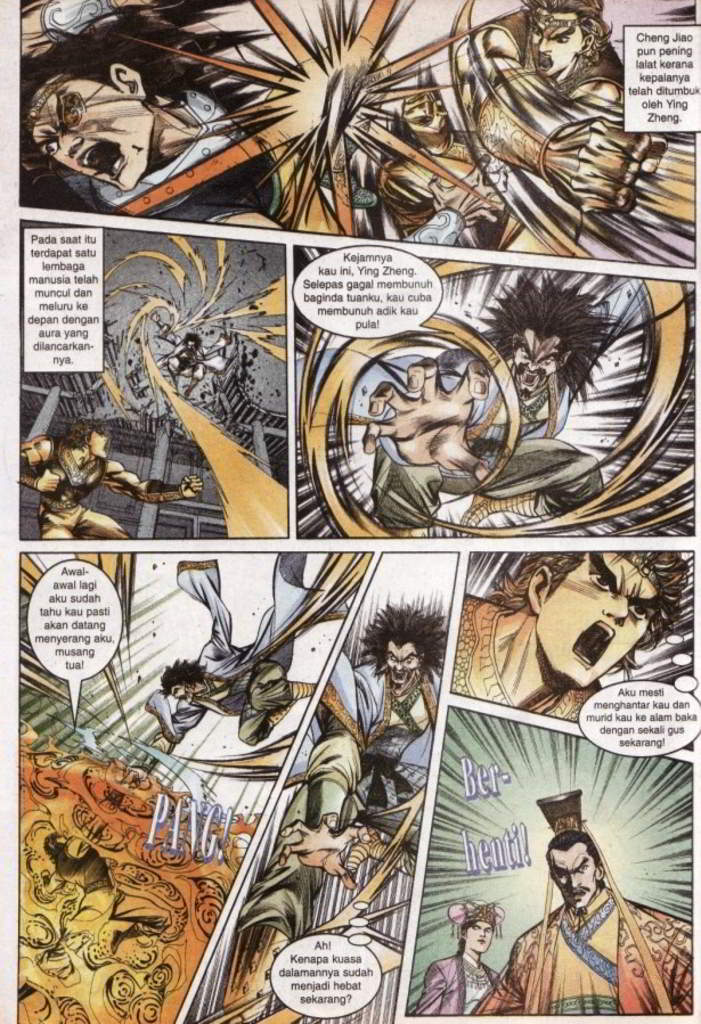 Cheng Jiao
pun pening
lalat kerana
kepalanya
telah ditumbuk
oleh Ying
Zheng.
Pada saat itu
terdapat satu
lembaga
manusia telah
muncul dan
meluru ke
depan dengan
aura yang
dilancarkan-
nya.
Kejamnya
kau ini, Ying Zheng.
Selepas gagal membunuh
baginda tuanku, kau cuba
membunuh adik kau
pula!
Awal-
awal lagi
aku sudah
tahu kau pasti
akan datang
menyerang aku,
musang
tua!
PANG!
Ah!
Kenapa kuasa
dalamannya sudah
menjadi hebat
sekarang?
Aku mesti
menghantar kau dan
murid kau ke alam baka
dengan sekali gus
sekarang!
Ber-
henti!